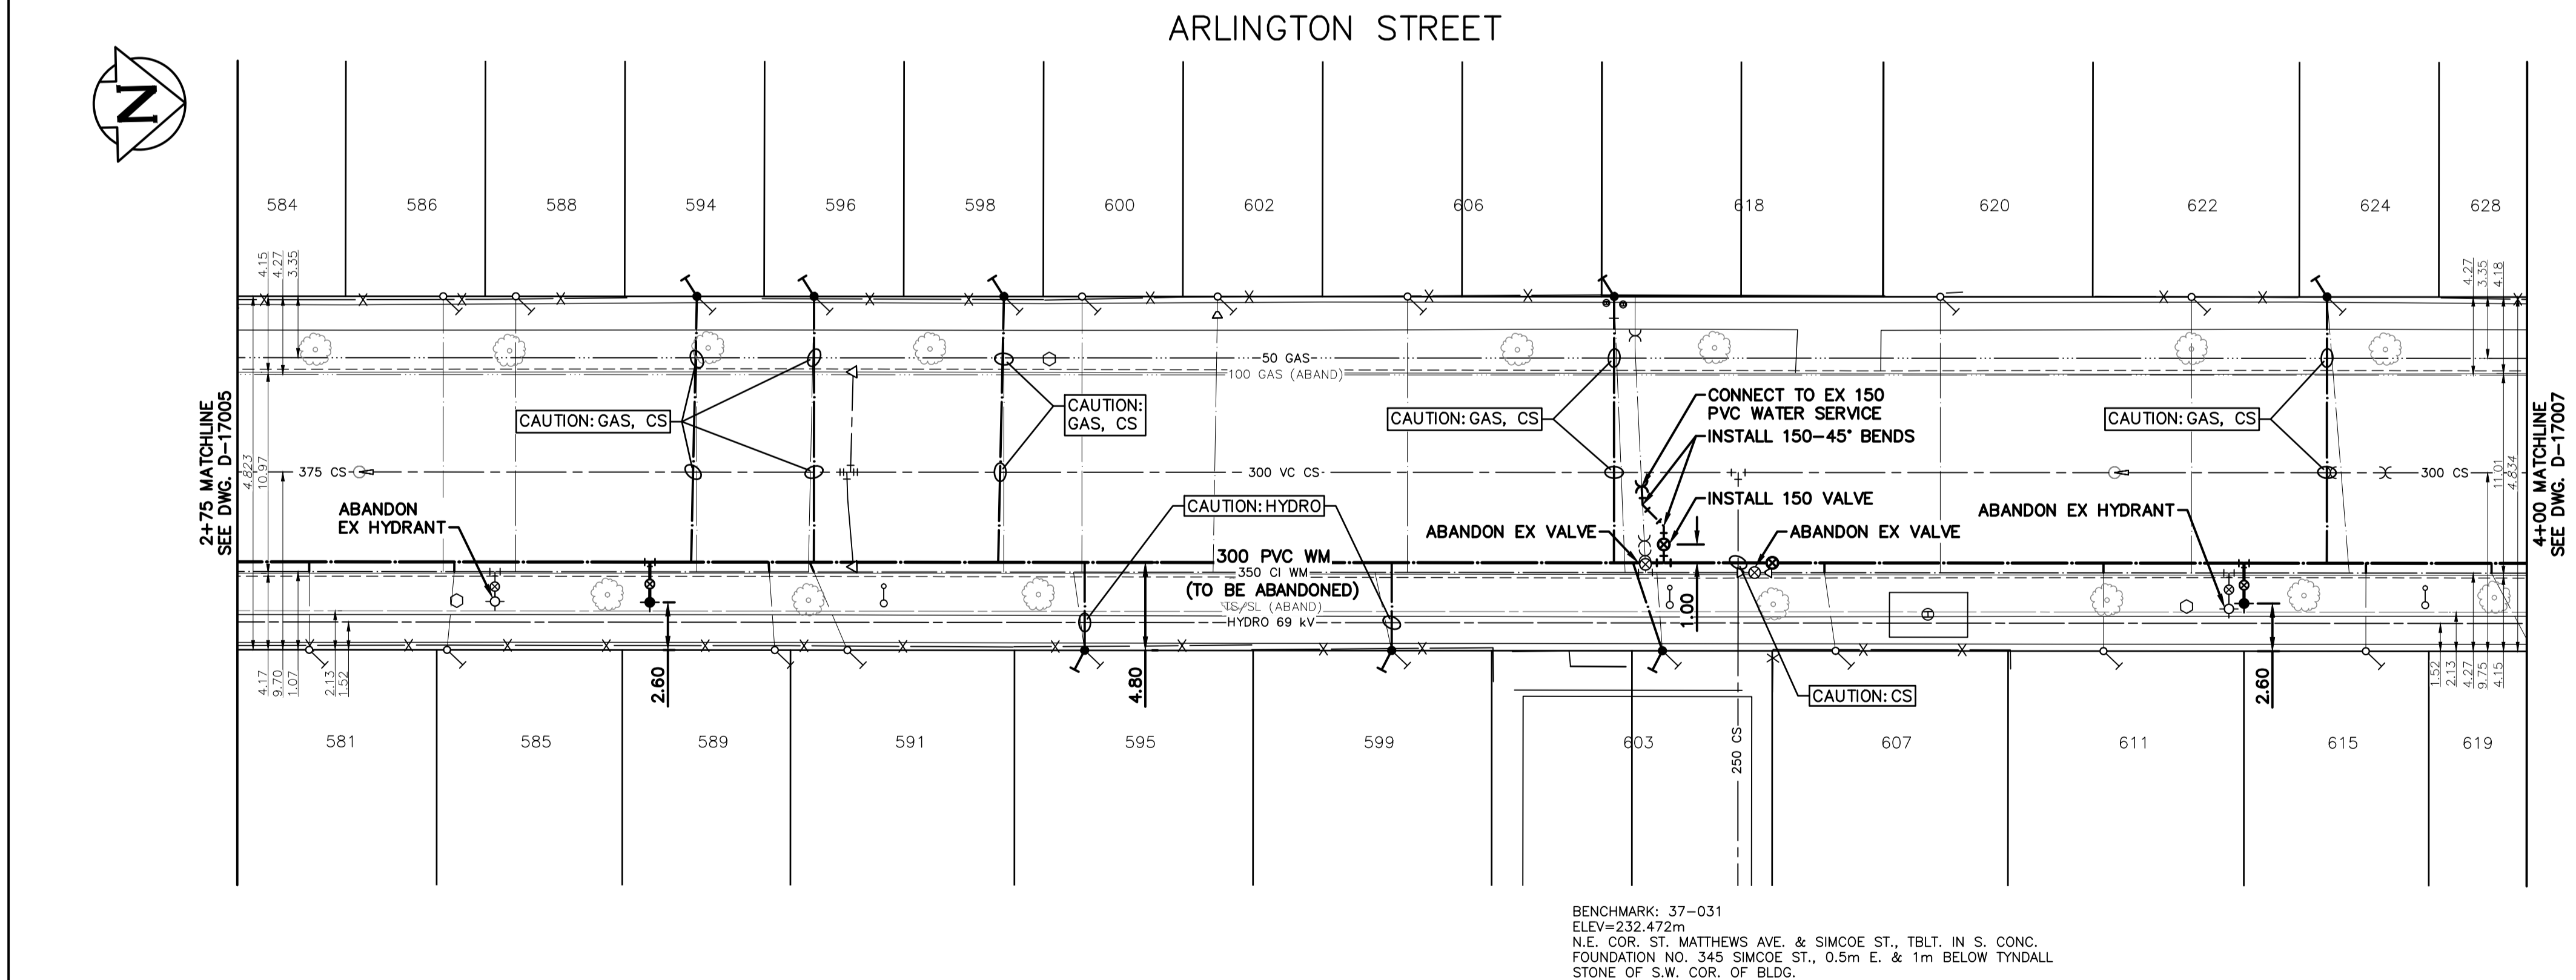 ARLINGTON STREET
N
584
586
588
594
596
598
600
602
606
618
620
622
624
628
4.15
4.27
3.35
4.27
3.35
4.18
50 GAS
100 GAS (ABAND)
2+75 MATCHLINE
SEE DWG. D-17005
4.823
10.97
CAUTION: GAS, CS
CAUTION:
GAS, CS
CAUTION: GAS, CS
CONNECT TO EX 150
PVC WATER SERVICE
INSTALL 150-45° BENDS
CAUTION: GAS, CS
4+00 MATCHLINE
SEE DWG. D-17007
11.01
4.834
375 CS
300 VC CS
300 CS
ABANDON
EX HYDRANT
CAUTION: HYDRO
INSTALL 150 VALVE
ABANDON EX VALVE
ABANDON EX VALVE
ABANDON EX HYDRANT
300 PVC WM
350 CI WM
(TO BE ABANDONED)
TS/SL (ABAND)
HYDRO 69 kV
1.00
4.17
9.70
1.07
2.13
1.52
2.60
4.80
CAUTION: CS
2.60
1.52
2.13
4.27
9.75
4.15
581
585
589
591
595
599
603
250 CS
607
611
615
619
BENCHMARK: 37-031
ELEV=232.472m
N.E. COR. ST. MATTHEWS AVE. & SIMCOE ST., TBLT. IN S. CONC.
FOUNDATION NO. 345 SIMCOE ST., 0.5m E. & 1m BELOW TYNDALL
STONE OF S.W. COR. OF BLDG.